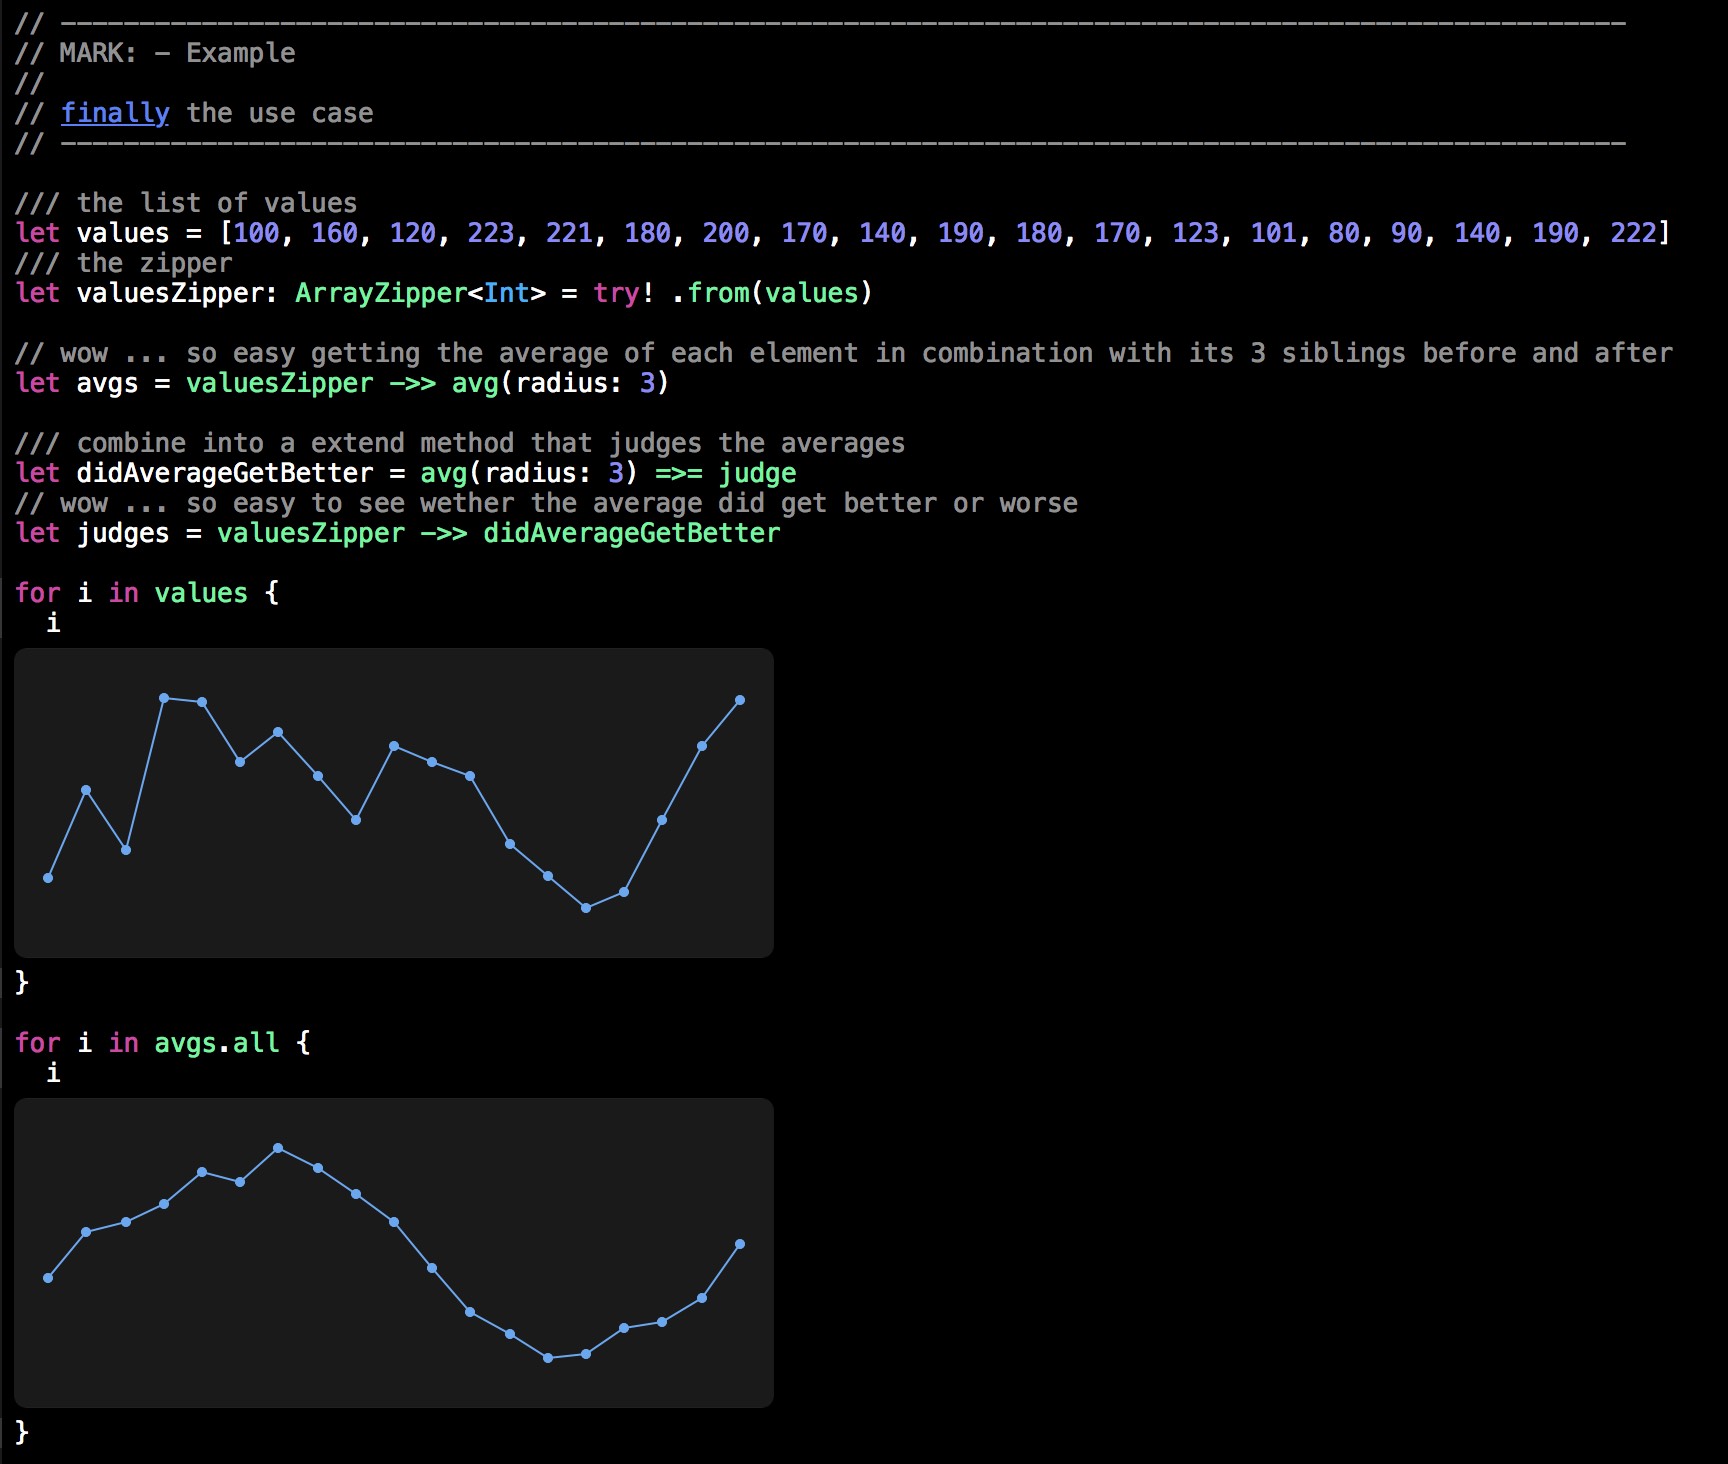 // ----------------------------------------------------------------------------------------------------
// MARK: - Example
//
// finally the use case
// ----------------------------------------------------------------------------------------------------
/// the list of values
let values = [100, 160, 120, 223, 221, 180, 200, 170, 140, 190, 180, 170, 123, 101, 80, 90, 140, 190, 222]
/// the zipper
let valuesZipper: ArrayZipper<Int> = try! .from(values)
// wow ... so easy getting the average of each element in combination with its 3 siblings before and after
let avgs = valuesZipper ->> avg(radius: 3)
/// combine into a extend method that judges the averages
let didAverageGetBetter = avg(radius: 3) =>= judge
// wow ... so easy to see wether the average did get better or worse
let judges = valuesZipper ->> didAverageGetBetter
for i in values {
  i
}
for i in avgs.all {
  i
}